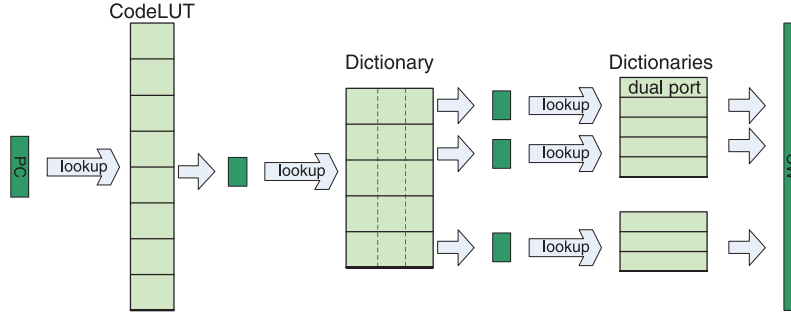 CodeLUT
Dictionary
Dictionaries
dual port
PC
lookup
lookup
lookup
lookup
lookup